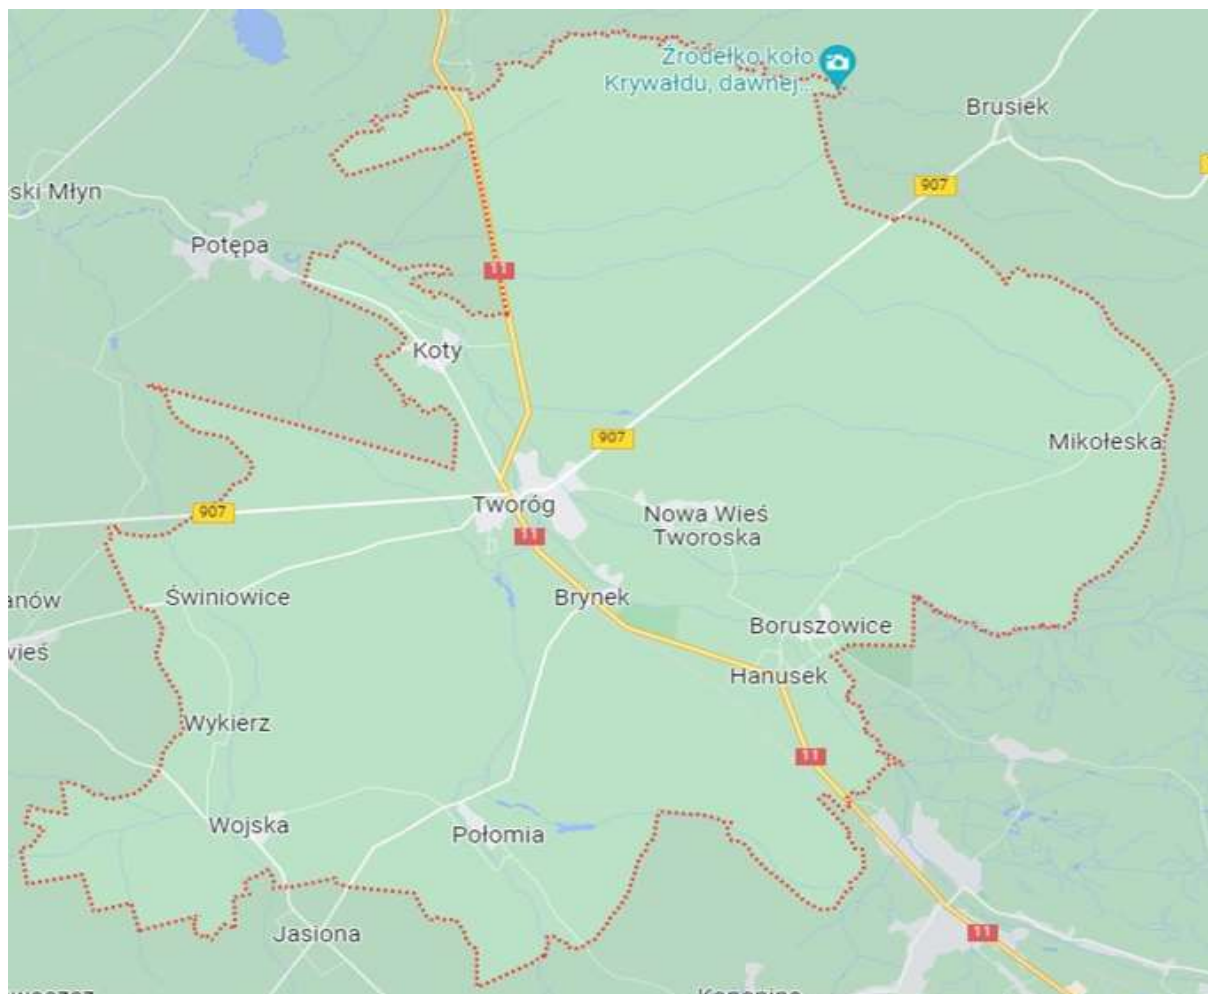 Źródełko koło
Krywałdu, dawnej...
Brusiek
907
ski Młyn
Potępa
11
Koty
907
Mikołeska
907
Tworóg
Nowa Wieś
Tworoska
11
anów
Świniowice
Brynek
Boruszowice
vieś
Hanusek
Wykierz
11
Wojska
Połomia
Jasiona
11